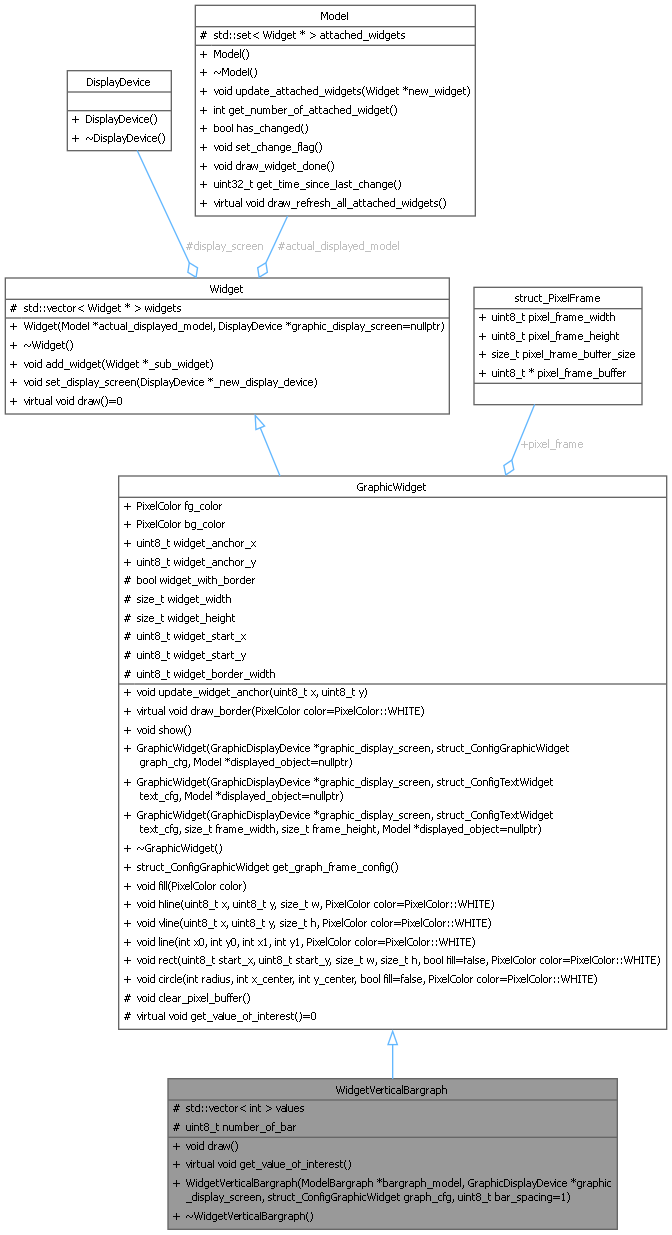 Model
# std::set< Widget * > attached_widgets
+ Model()
+ ~Model()
+ void update_attached_widgets(Widget *new_widget)
+ int get_number_of_attached_widget()
+ bool has_changed()
+ void set_change_flag()
+ void draw_widget_done()
+ uint32_t get_time_since_last_change()
+ virtual void draw_refresh_all_attached_widgets()
DisplayDevice
+ DisplayDevice()
+ ~DisplayDevice()
#display_screen
#actual_displayed_model
Widget
# std::vector< Widget * > widgets
+ Widget(Model *actual_displayed_model, DisplayDevice *graphic_display_screen=nullptr)
+ ~Widget()
+ void add_widget(Widget *_sub_widget)
+ void set_display_screen(DisplayDevice *_new_display_device)
+ virtual void draw()=0
struct_PixelFrame
+ uint8_t pixel_frame_width
+ uint8_t pixel_frame_height
+ size_t pixel_frame_buffer_size
+ uint8_t * pixel_frame_buffer
+pixel_frame
GraphicWidget
+ PixelColor fg_color
+ PixelColor bg_color
+ uint8_t widget_anchor_x
+ uint8_t widget_anchor_y
# bool widget_with_border
# size_t widget_width
# size_t widget_height
# uint8_t widget_start_x
# uint8_t widget_start_y
# uint8_t widget_border_width
+ void update_widget_anchor(uint8_t x, uint8_t y)
+ virtual void draw_border(PixelColor color=PixelColor::WHITE)
+ void show()
+ GraphicWidget(GraphicDisplayDevice *graphic_display_screen, struct_ConfigGraphicWidget
graph_cfg, Model *displayed_object=nullptr)
+ GraphicWidget(GraphicDisplayDevice *graphic_display_screen, struct_ConfigTextWidget
text_cfg, Model *displayed_object=nullptr)
+ GraphicWidget(GraphicDisplayDevice *graphic_display_screen, struct_ConfigTextWidget
text_cfg, size_t frame_width, size_t frame_height, Model *displayed_object=nullptr)
+ ~GraphicWidget()
+ struct_ConfigGraphicWidget get_graph_frame_config()
+ void fill(PixelColor color)
+ void hline(uint8_t x, uint8_t y, size_t w, PixelColor color=PixelColor::WHITE)
+ void vline(uint8_t x, uint8_t y, size_t h, PixelColor color=PixelColor::WHITE)
+ void line(int x0, int y0, int x1, int y1, PixelColor color=PixelColor::WHITE)
+ void rect(uint8_t start_x, uint8_t start_y, size_t w, size_t h, bool fill=false, PixelColor color=PixelColor::WHITE)
+ void circle(int radius, int x_center, int y_center, bool fill=false, PixelColor color=PixelColor::WHITE)
# void clear_pixel_buffer()
# virtual void get_value_of_interest()=0
WidgetVerticalBargraph
# std::vector< int > values
# uint8_t number_of_bar
+ void draw()
+ virtual void get_value_of_interest()
+ WidgetVerticalBargraph(ModelBargraph *bargraph_model, GraphicDisplayDevice *graphic
_display_screen, struct_ConfigGraphicWidget graph_cfg, uint8_t bar_spacing=1)
+ ~WidgetVerticalBargraph()